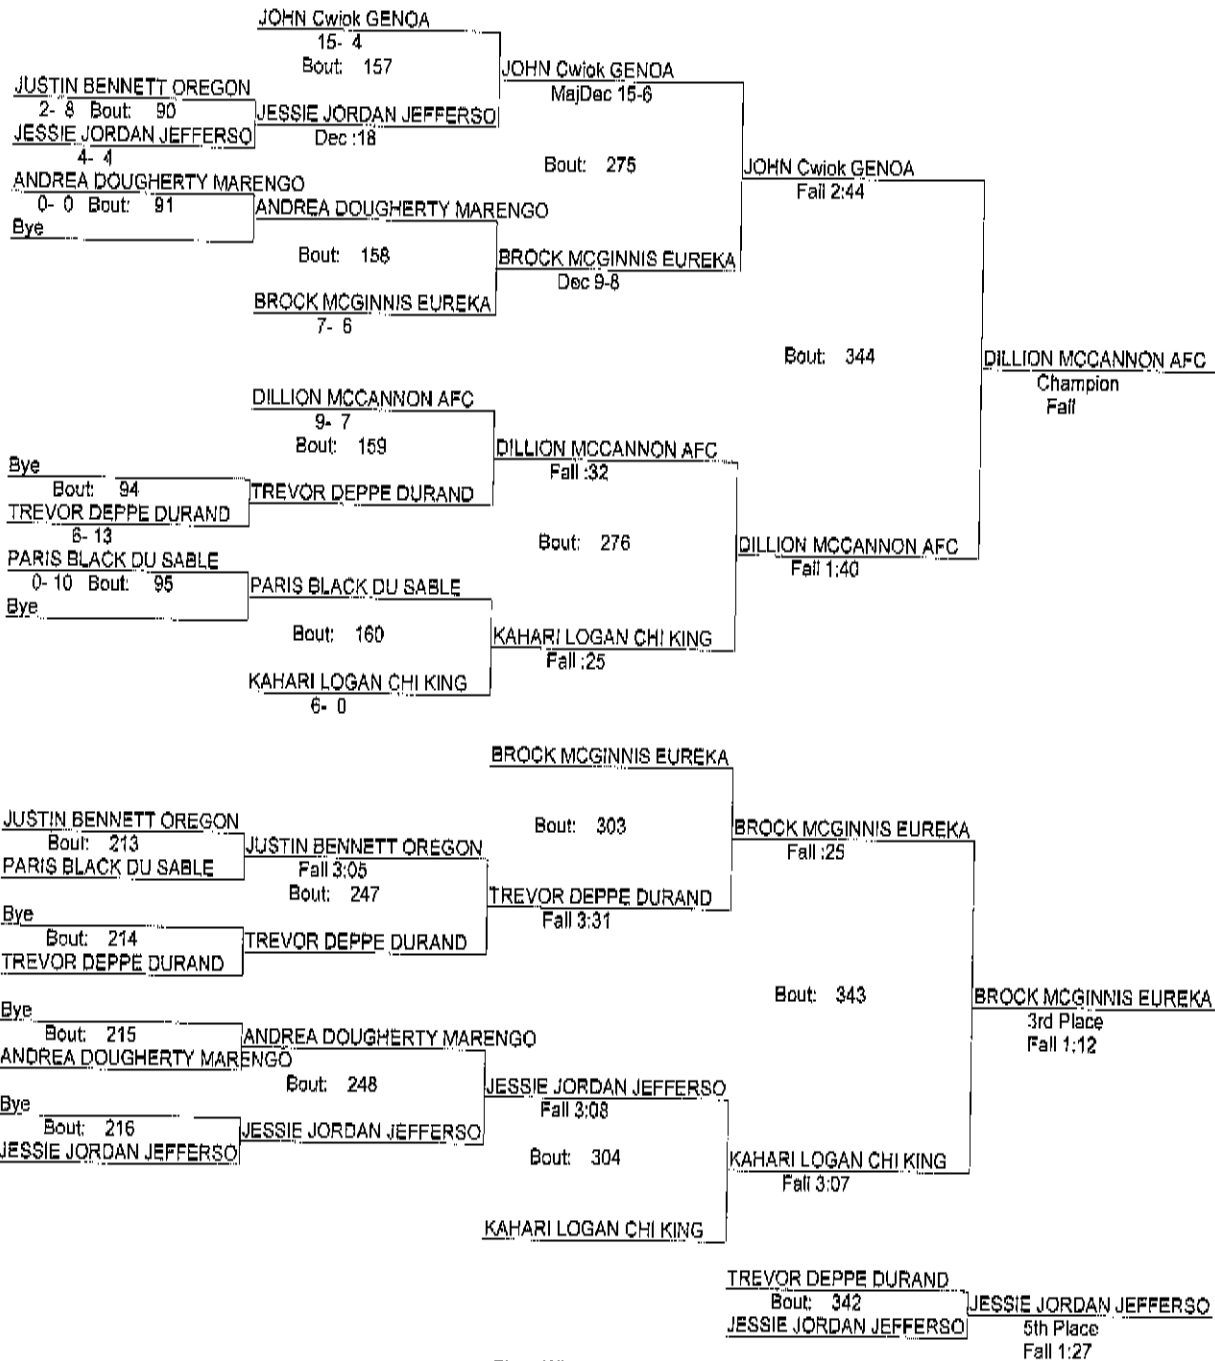 JOHN Cwiok GENOA
15- 4
Bout: 157
JUSTIN BENNETT OREGON
2- 8 Bout: 90
JESSIE JORDAN JEFFERSO
4- 4
JESSIE JORDAN JEFFERSO
Dec :18
JOHN Cwiok GENOA
MajDec 15-6
ANDREA DOUGHERTY MARENGO
0- 0 Bout: 91
Bye
ANDREA DOUGHERTY MARENGO
Bout: 158
BROCK MCGINNIS EUREKA
7- 6
BROCK MCGINNIS EUREKA
Dec 9-8
Bout: 275
JOHN Cwiok GENOA
Fall 2:44
DILLION MCCANNON AFC
9- 7
Bout: 159
Bye
Bout: 94
TREVOR DEPPE DURAND
6- 13
TREVOR DEPPE DURAND
DILLION MCCANNON AFC
Fall :32
PARIS BLACK DU SABLE
0- 10 Bout: 95
Bye
PARIS BLACK DU SABLE
Bout: 160
KAHARI LOGAN CHI KING
6- 0
KAHARI LOGAN CHI KING
Fall :25
Bout: 276
DILLION MCCANNON AFC
Fall 1:40
Bout: 344
DILLION MCCANNON AFC
Champion
Fall
BROCK MCGINNIS EUREKA
Bout: 303
JUSTIN BENNETT OREGON
Bout: 213
PARIS BLACK DU SABLE
JUSTIN BENNETT OREGON
Fall 3:05
Bout: 247
Bye
Bout: 214
TREVOR DEPPE DURAND
TREVOR DEPPE DURAND
TREVOR DEPPE DURAND
Fall 3:31
BROCK MCGINNIS EUREKA
Fall :25
Bye
Bout: 215
ANDREA DOUGHERTY MARENGO
ANDREA DOUGHERTY MARENGO
Bout: 248
Bye
Bout: 216
JESSIE JORDAN JEFFERSO
JESSIE JORDAN JEFFERSO
JESSIE JORDAN JEFFERSO
Fall 3:08
Bout: 304
KAHARI LOGAN CHI KING
KAHARI LOGAN CHI KING
Fall 3:07
Bout: 343
BROCK MCGINNIS EUREKA
3rd Place
Fall 1:12
TREVOR DEPPE DURAND
Bout: 342
JESSIE JORDAN JEFFERSO
JESSIE JORDAN JEFFERSO
5th Place
Fall 1:27